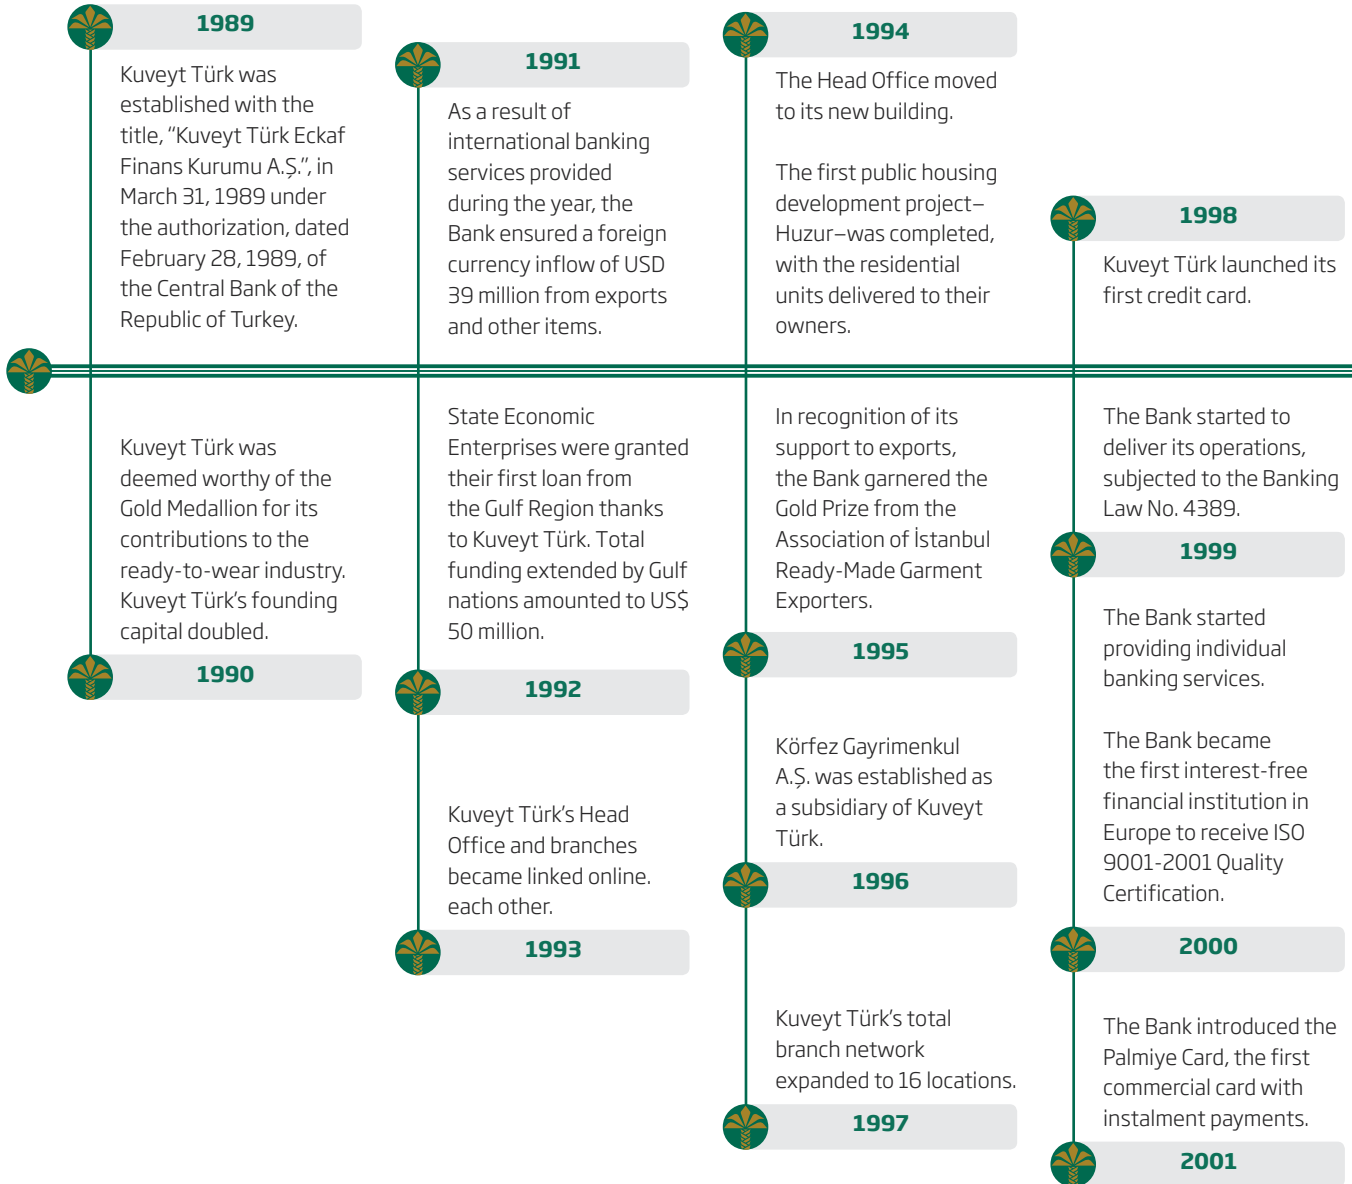 1989
Kuveyt Türk was
established with the
title, “Kuveyt Türk Eckaf
Finans Kurumu A.Ş.”, in
March 31, 1989 under
the authorization, dated
February 28, 1989, of
the Central Bank of the
Republic of Turkey.
Kuveyt Türk was
deemed worthy of the
Gold Medallion for its
contributions to the
ready-to-wear industry.
Kuveyt Türk’s founding
capital doubled.
1990
1991
As a result of
international banking
services provided
during the year, the
Bank ensured a foreign
currency inflow of USD
39 million from exports
and other items.
State Economic
Enterprises were granted
their first loan from
the Gulf Region thanks
to Kuveyt Türk. Total
funding extended by Gulf
nations amounted to US$
50 million.
1992
Kuveyt Türk’s Head
Office and branches
became linked online.
each other.
1993
1994
The Head Office moved
to its new building.
The first public housing
development project–
Huzur–was completed,
with the residential
units delivered to their
owners.
In recognition of its
support to exports,
the Bank garnered the
Gold Prize from the
Association of İstanbul
Ready-Made Garment
Exporters.
1995
Körfez Gayrimenkul
A.Ş. was established as
a subsidiary of Kuveyt
Türk.
1996
Kuveyt Türk’s total
branch network
expanded to 16 locations.
1997
1998
Kuveyt Türk launched its
first credit card.
The Bank started to
deliver its operations,
subjected to the Banking
Law No. 4389.
1999
The Bank started
providing individual
banking services.
The Bank became
the first interest-free
financial institution in
Europe to receive ISO
9001-2001 Quality
Certification.
2000
The Bank introduced the
Palmiye Card, the first
commercial card with
instalment payments.
2001